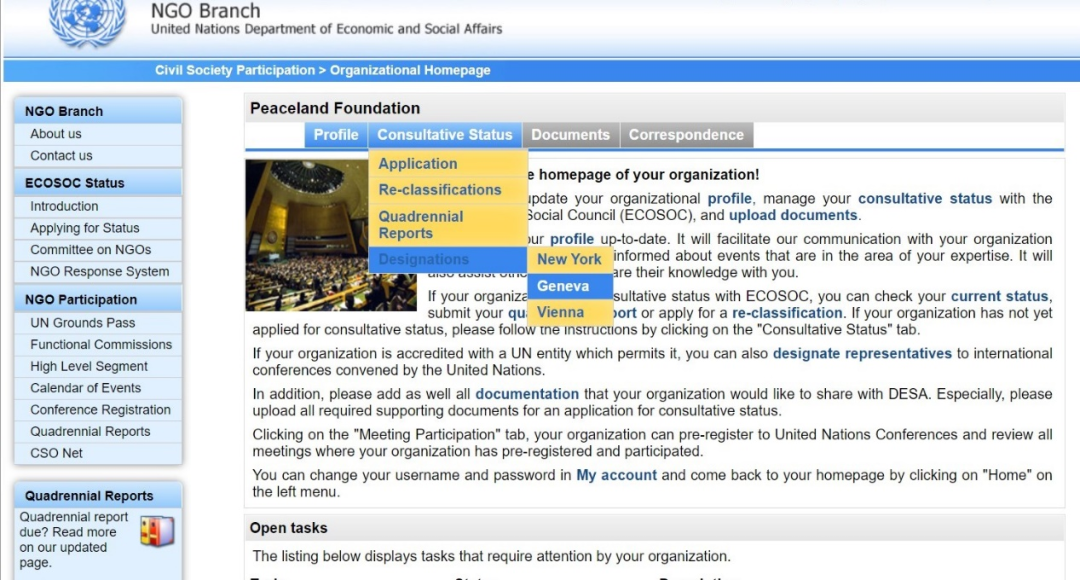 NGO Branch
United Nations Department of Economic and Social Affairs
Civil Society Participation > Organizational Homepage
NGO Branch
About us
Contact us
ECOSOC Status
Introduction
Applying for Status
Committee on NGOs
NGO Response System
NGO Participation
UN Grounds Pass
Functional Commissions
High Level Segment
Calendar of Events
Conference Registration
Quadrennial Reports
CSO Net
Quadrennial Reports
Quadrennial report
due? Read more
on our updated
page.
Peaceland Foundation
Profile Consultative Status Documents Correspondence
Application
Re-classifications
Quadrennial
Reports
Designations
New York
Geneva
Vienna
homepage of your organization!
update your organizational profile, manage your consultative status with the
Social Council (ECOSOC), and upload documents.
profile up-to-date. It will facilitate our communication with your organization
informed about events that are in the area of your expertise. It will
also assist their knowledge with you.
If your status with ECOSOC, you can check your current status,
submit your or apply for a re-classification. If your organization has not yet
applied for consultative status, please follow the instructions by clicking on the "Consultative Status" tab.
If your organization is accredited with a UN entity which permits it, you can also designate representatives to international
conferences convened by the United Nations.
In addition, please add as well all documentation that your organization would like to share with DESA. Especially, please
upload all required supporting documents for an application for consultative status.
Clicking on the "Meeting Participation" tab, your organization can pre-register to United Nations Conferences and review all
meetings where your organization has pre-registered and participated.
You can change your username and password in My account and come back to your homepage by clicking on "Home" on
the left menu.
Open tasks
The listing below displays tasks that require attention by your organization.